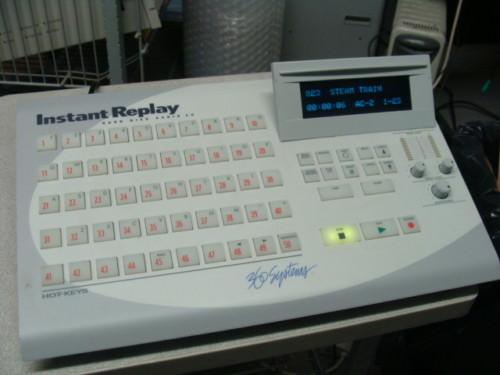 Instant Replay
HARD DISK AUDIO
023 STEAM TRAIN
00:00:06 AC-2 1-23
1 2 3 4 5 6 7 8 9 10
11 12 13 14 15 16 17 18 19 20
21 22 23 24 25 26 27 28 29 30
31 32 33 34 35 36 37 38 39 40
41 42 43 44 45 46 47 48 49 50
HOT-KEYS
360 Systems